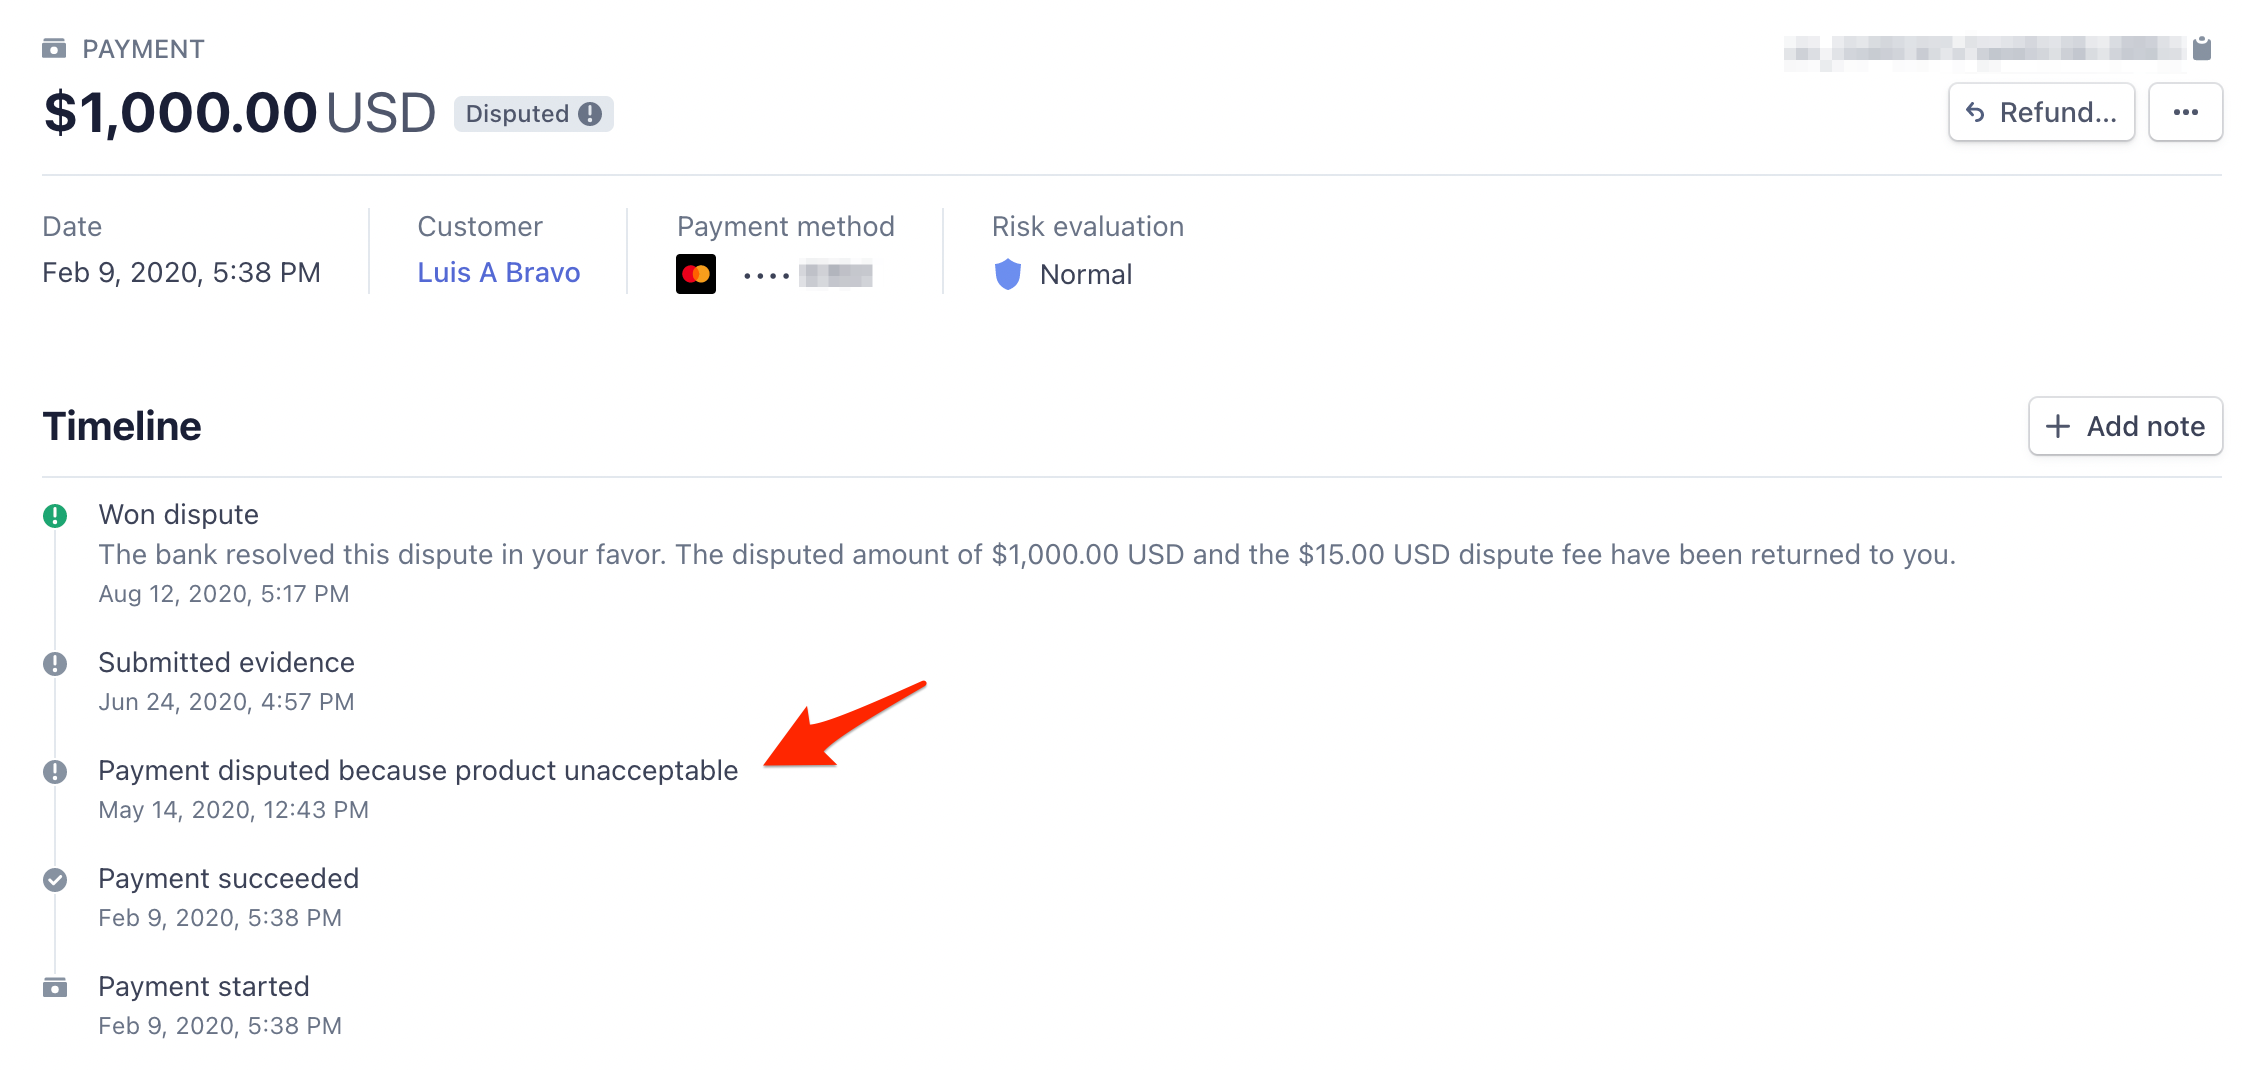 PAYMENT
$1,000.00 USD Disputed
Refund...
Date
Feb 9, 2020, 5:38 PM
Customer
Luis A Bravo
Payment method
••••
Risk evaluation
Normal
Timeline
Add note
Won dispute
The bank resolved this dispute in your favor. The disputed amount of $1,000.00 USD and the $15.00 USD dispute fee have been returned to you.
Aug 12, 2020, 5:17 PM
Submitted evidence
Jun 24, 2020, 4:57 PM
Payment disputed because product unacceptable
May 14, 2020, 12:43 PM
Payment succeeded
Feb 9, 2020, 5:38 PM
Payment started
Feb 9, 2020, 5:38 PM